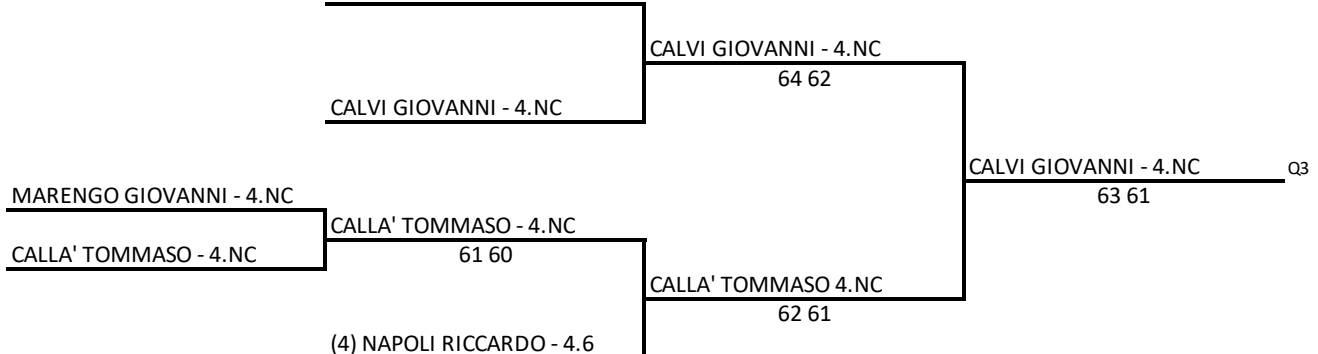 CALVI GIOVANNI - 4.NC
64 62
CALVI GIOVANNI - 4.NC
CALVI GIOVANNI - 4.NC Q3
63 61
MARENGO GIOVANNI - 4.NC
CALLA' TOMMASO - 4.NC
61 60
CALLA' TOMMASO - 4.NC
CALLA' TOMMASO 4.NC
62 61
(4) NAPOLI RICCARDO - 4.6